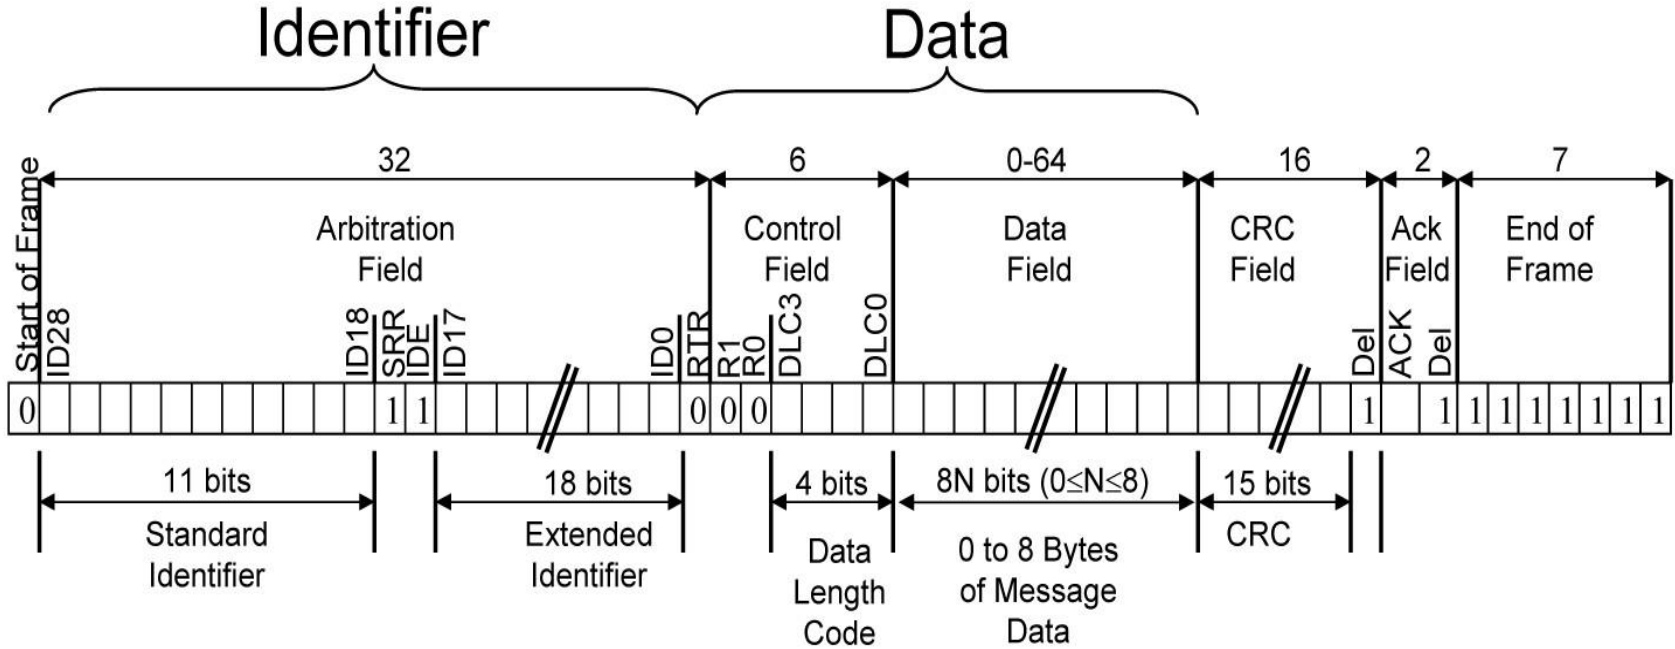 Identifier
Data
32
6
0-64
16
2
7
Start of Frame
Arbitration
Field
Control
Field
Data
Field
CRC
Field
Ack
Field
End of
Frame
ID28
ID18
SRR
IDE
ID17
ID0
RTR
R1
R0
DLC3
DLC0
Del
ACK
Del
0
1
1
0
0
0
1
1
1
1
1
1
1
1
1
11 bits
Standard
Identifier
18 bits
Extended
Identifier
4 bits
Data
Length
Code
8N bits (0≤N≤8)
0 to 8 Bytes
of Message
Data
15 bits
CRC